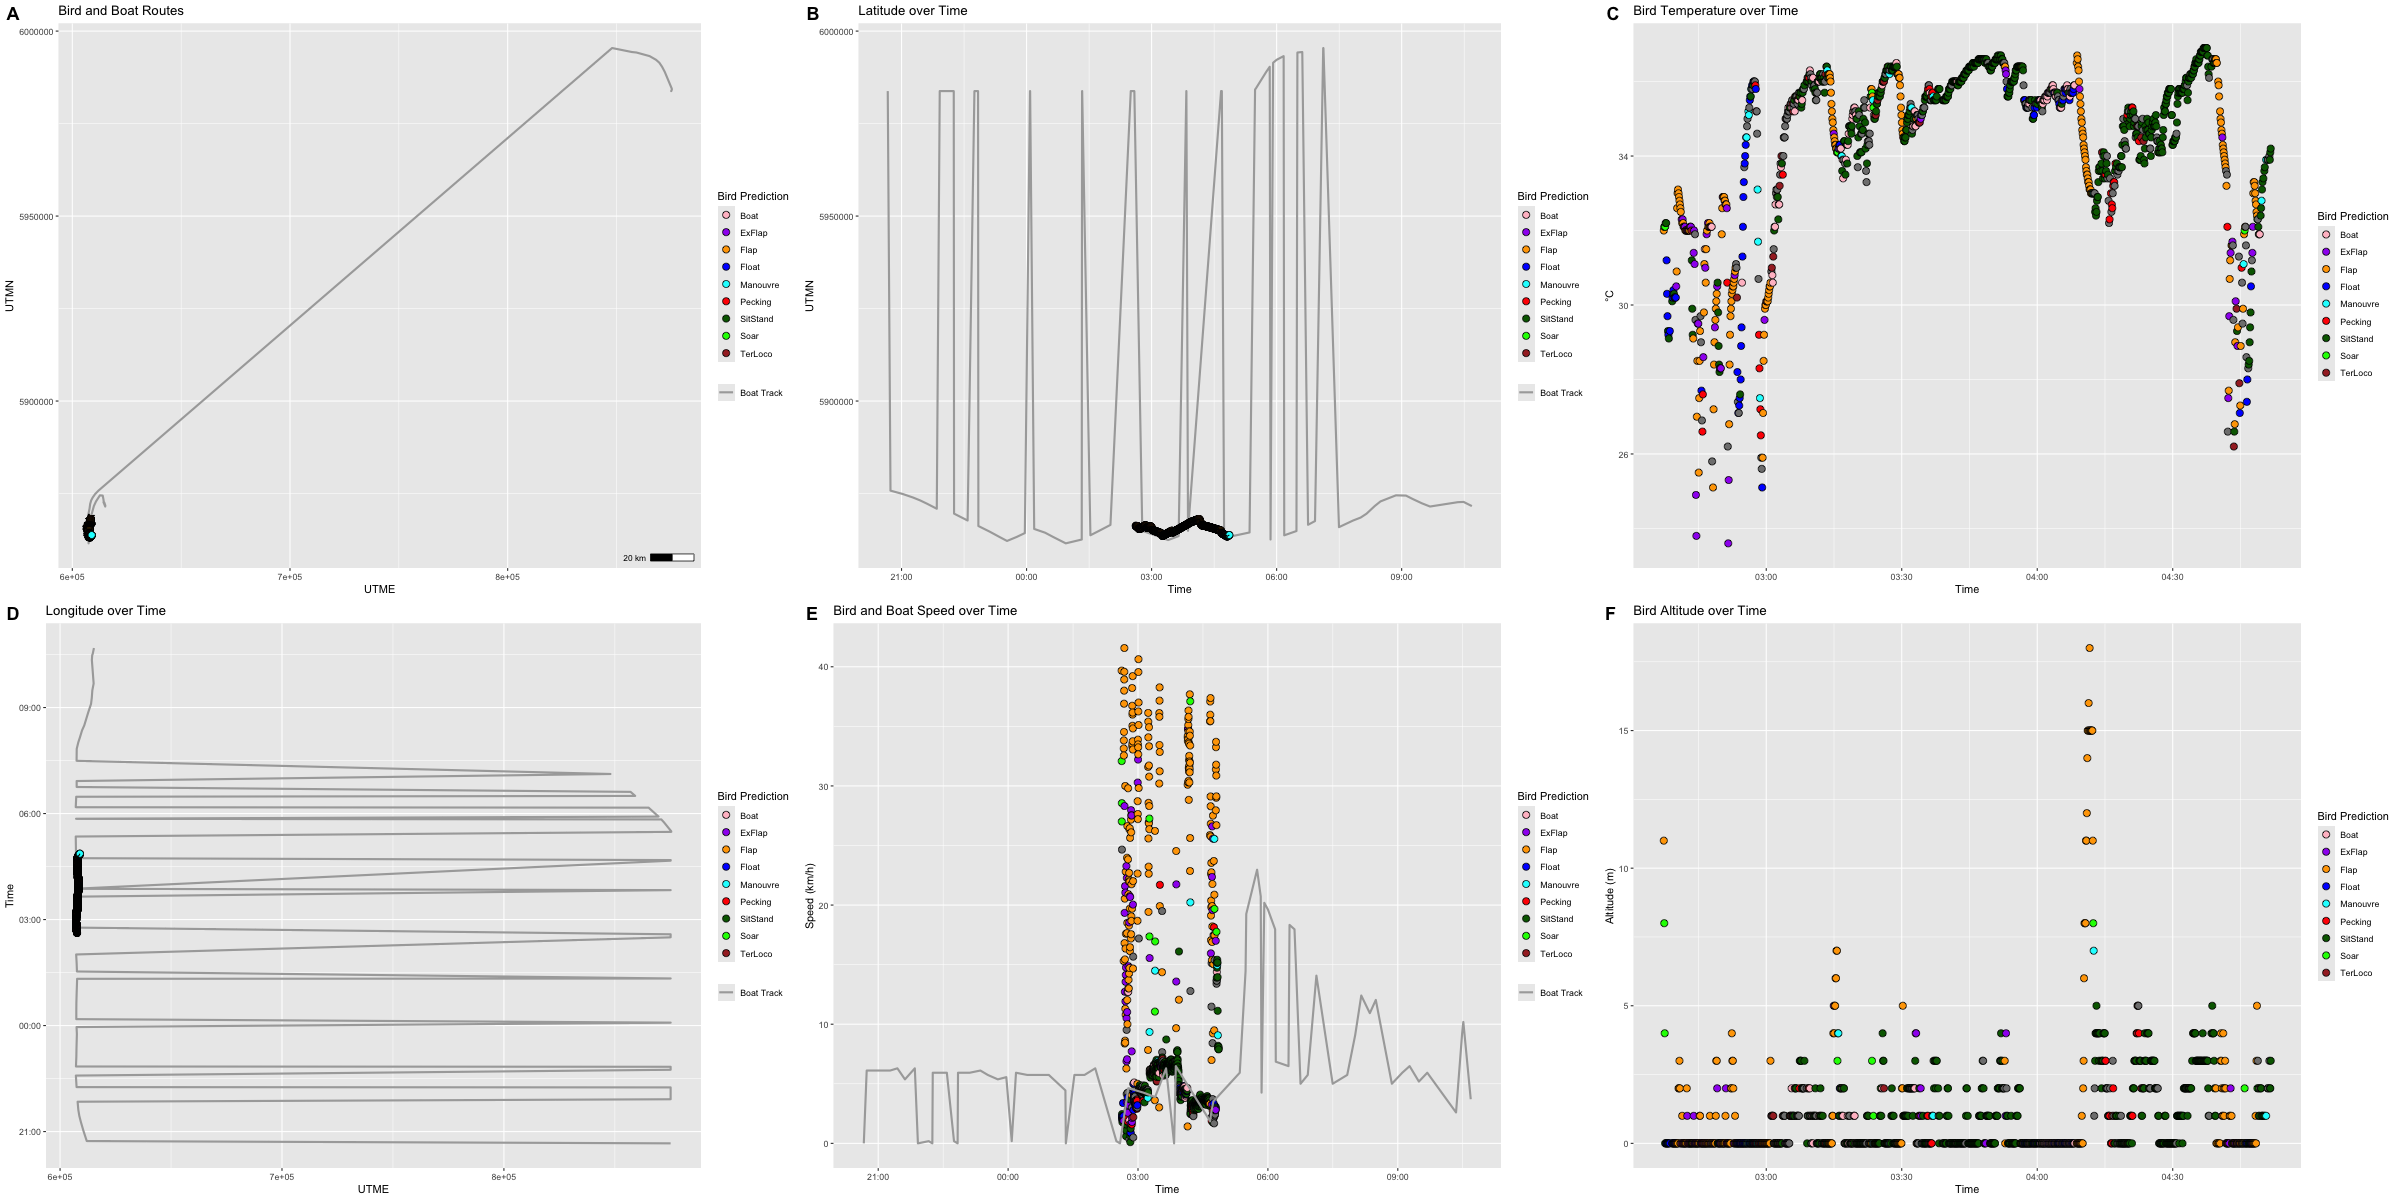 A Bird and Boat Routes
6000000
5950000
5900000
UTMN
6e+05 7e+05 8e+05
UTME
20 km
Bird Prediction
Boat
ExFlap
Flap
Float
Manouvre
Pecking
SitStand
Soar
TerLoco
Boat Track
B Latitude over Time
6000000
5950000
5900000
UTMN
21:00 00:00 03:00 06:00 09:00
Time
Bird Prediction
Boat
ExFlap
Flap
Float
Manouvre
Pecking
SitStand
Soar
TerLoco
Boat Track
C Bird Temperature over Time
34
30
26
°C
03:00 03:30 04:00 04:30
Time
Bird Prediction
Boat
ExFlap
Flap
Float
Manouvre
Pecking
SitStand
Soar
TerLoco
D Longitude over Time
09:00
06:00
03:00
00:00
21:00
Time
6e+05 7e+05 8e+05
UTME
Bird Prediction
Boat
ExFlap
Flap
Float
Manouvre
Pecking
SitStand
Soar
TerLoco
Boat Track
E Bird and Boat Speed over Time
40
30
20
10
0
Speed (km/h)
21:00 00:00 03:00 06:00 09:00
Time
Bird Prediction
Boat
ExFlap
Flap
Float
Manouvre
Pecking
SitStand
Soar
TerLoco
Boat Track
F Bird Altitude over Time
15
10
5
0
Altitude (m)
03:00 03:30 04:00 04:30
Time
Bird Prediction
Boat
ExFlap
Flap
Float
Manouvre
Pecking
SitStand
Soar
TerLoco